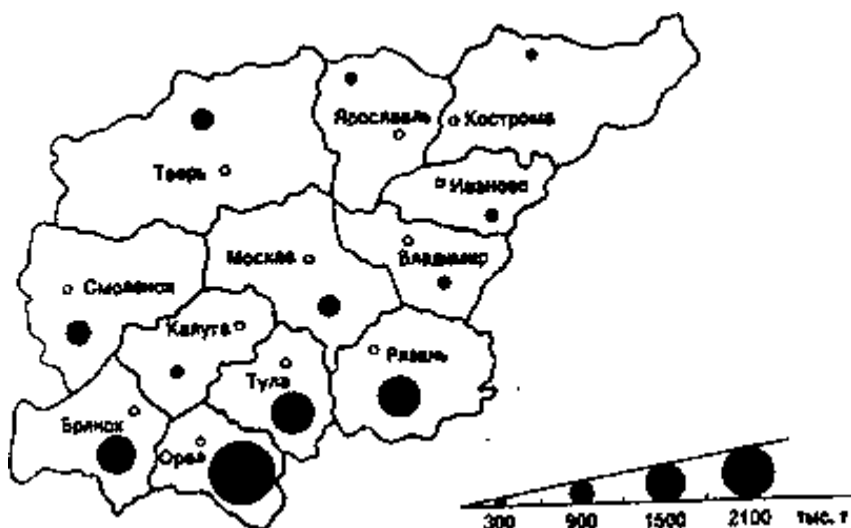 Ярославль
Кострома
Тверь
Иваново
Москва
Владимир
Смоленск
Калуга
Рязань
Тула
Брянск
Орел
300 900 1500 2100 тыс. т